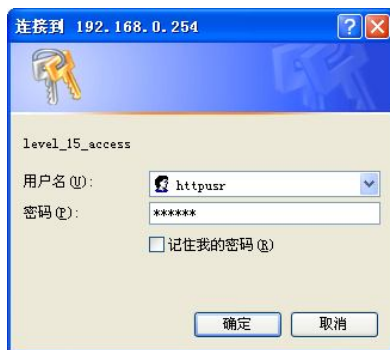 连接到 192.168.0.254
level_15_access
用户名(U):
httpusr
密码(P):
******
记住我的密码(R)
确定
取消